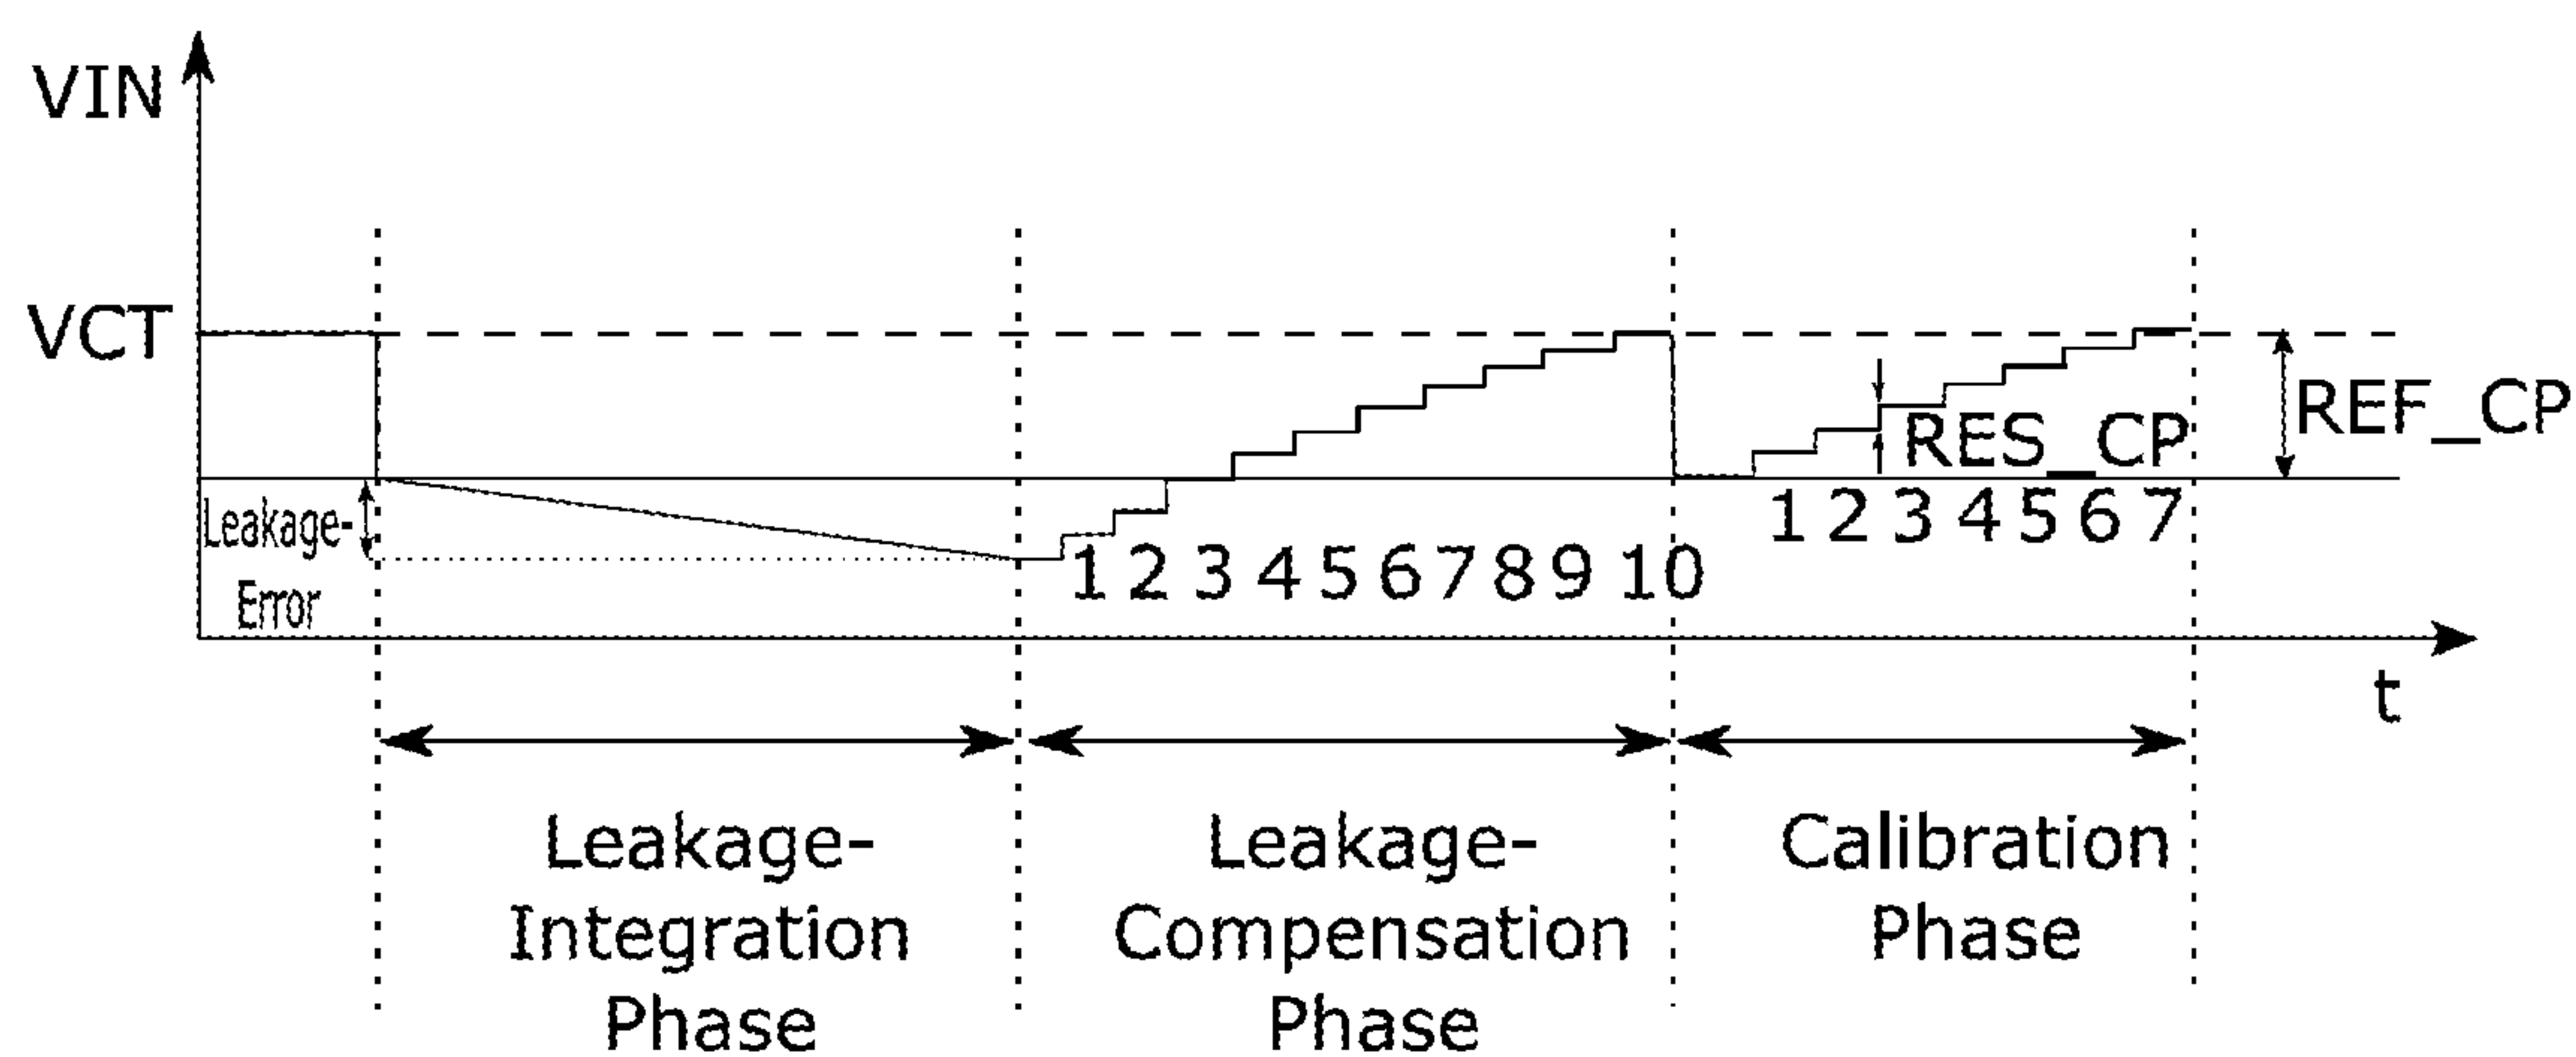 VIN
VCT
RES_CP
REF_CP
Leakage-
Error
1 2 3 4 5 6 7 8 9 10
1 2 3 4 5 6 7
t
Leakage-
Integration
Phase
Leakage-
Compensation
Phase
Calibration
Phase